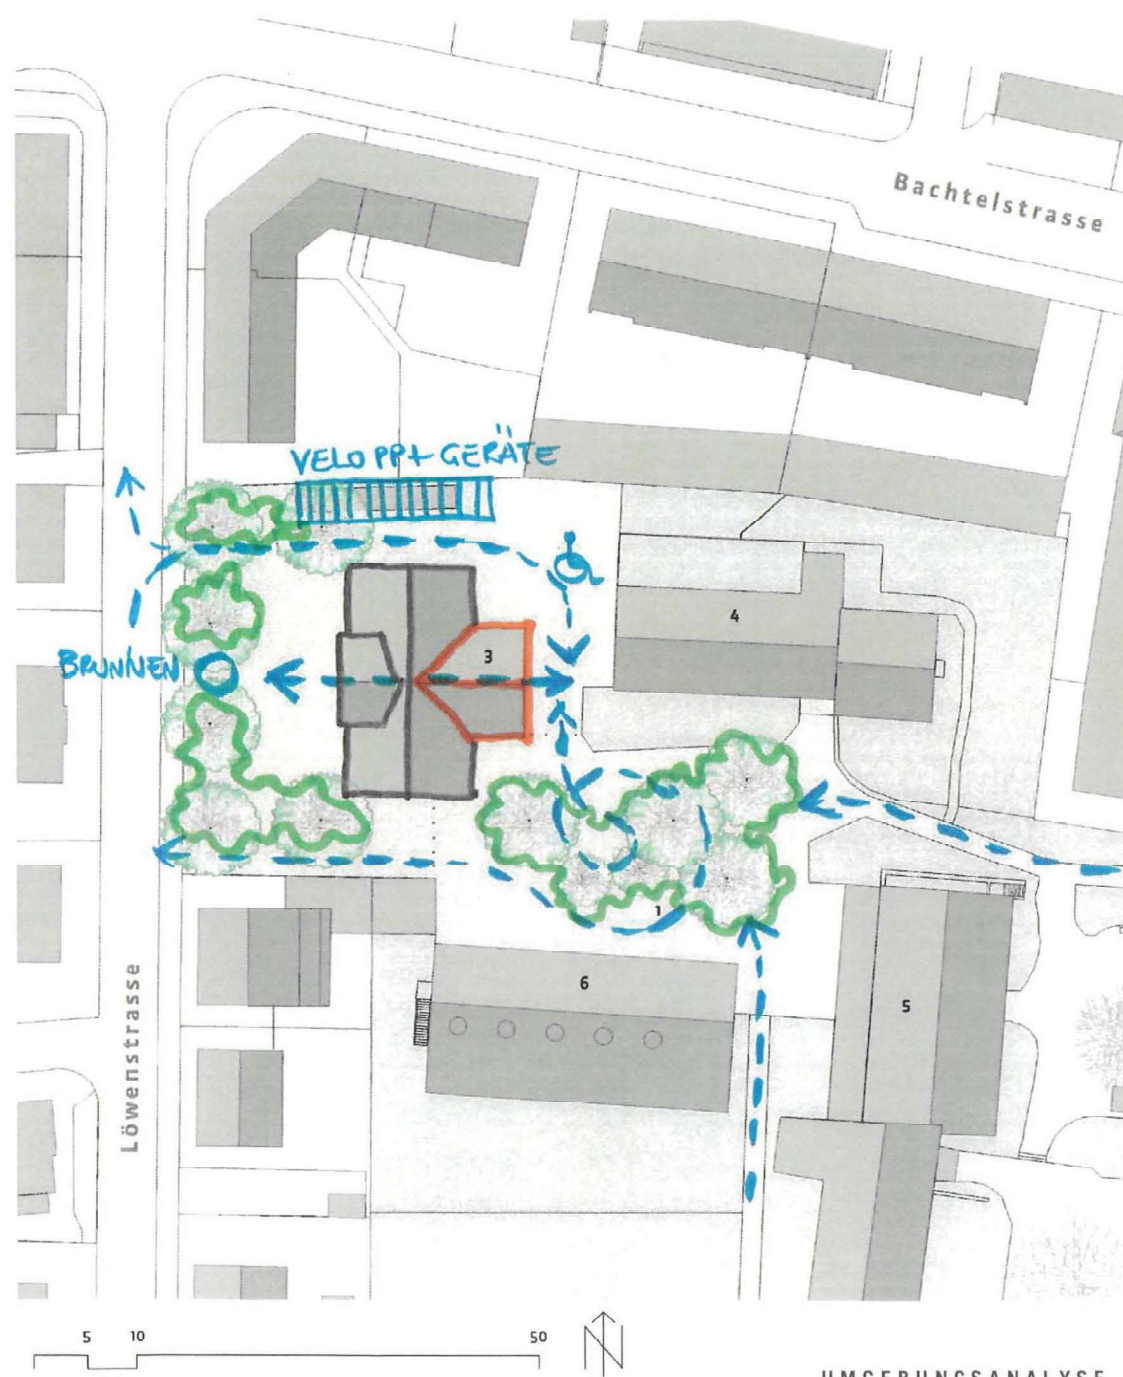 Bachtelstrasse
VELO PP+ GERÄTE
4
3
BRUNNEN
1
6
5
Löwenstrasse
5 10 50
N
UMGEBUNGSANALYSE